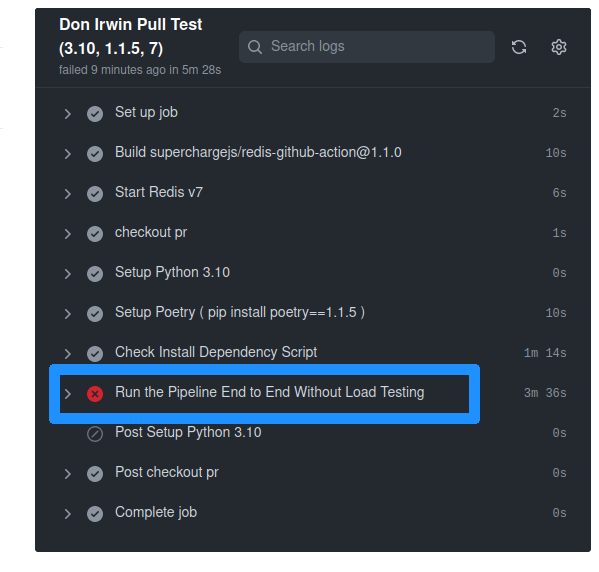 Don Irwin Pull Test
(3.10, 1.1.5, 7)
Search logs
failed 9 minutes ago in 5m 28s
Set up job 2s
Build superchargejs/redis-github-action@1.1.0 10s
Start Redis v7 6s
checkout pr 1s
Setup Python 3.10 0s
Setup Poetry ( pip install poetry==1.1.5 ) 10s
Check Install Dependency Script 1m 14s
Run the Pipeline End to End Without Load Testing 3m 36s
Post Setup Python 3.10 0s
Post checkout pr 0s
Complete job 0s